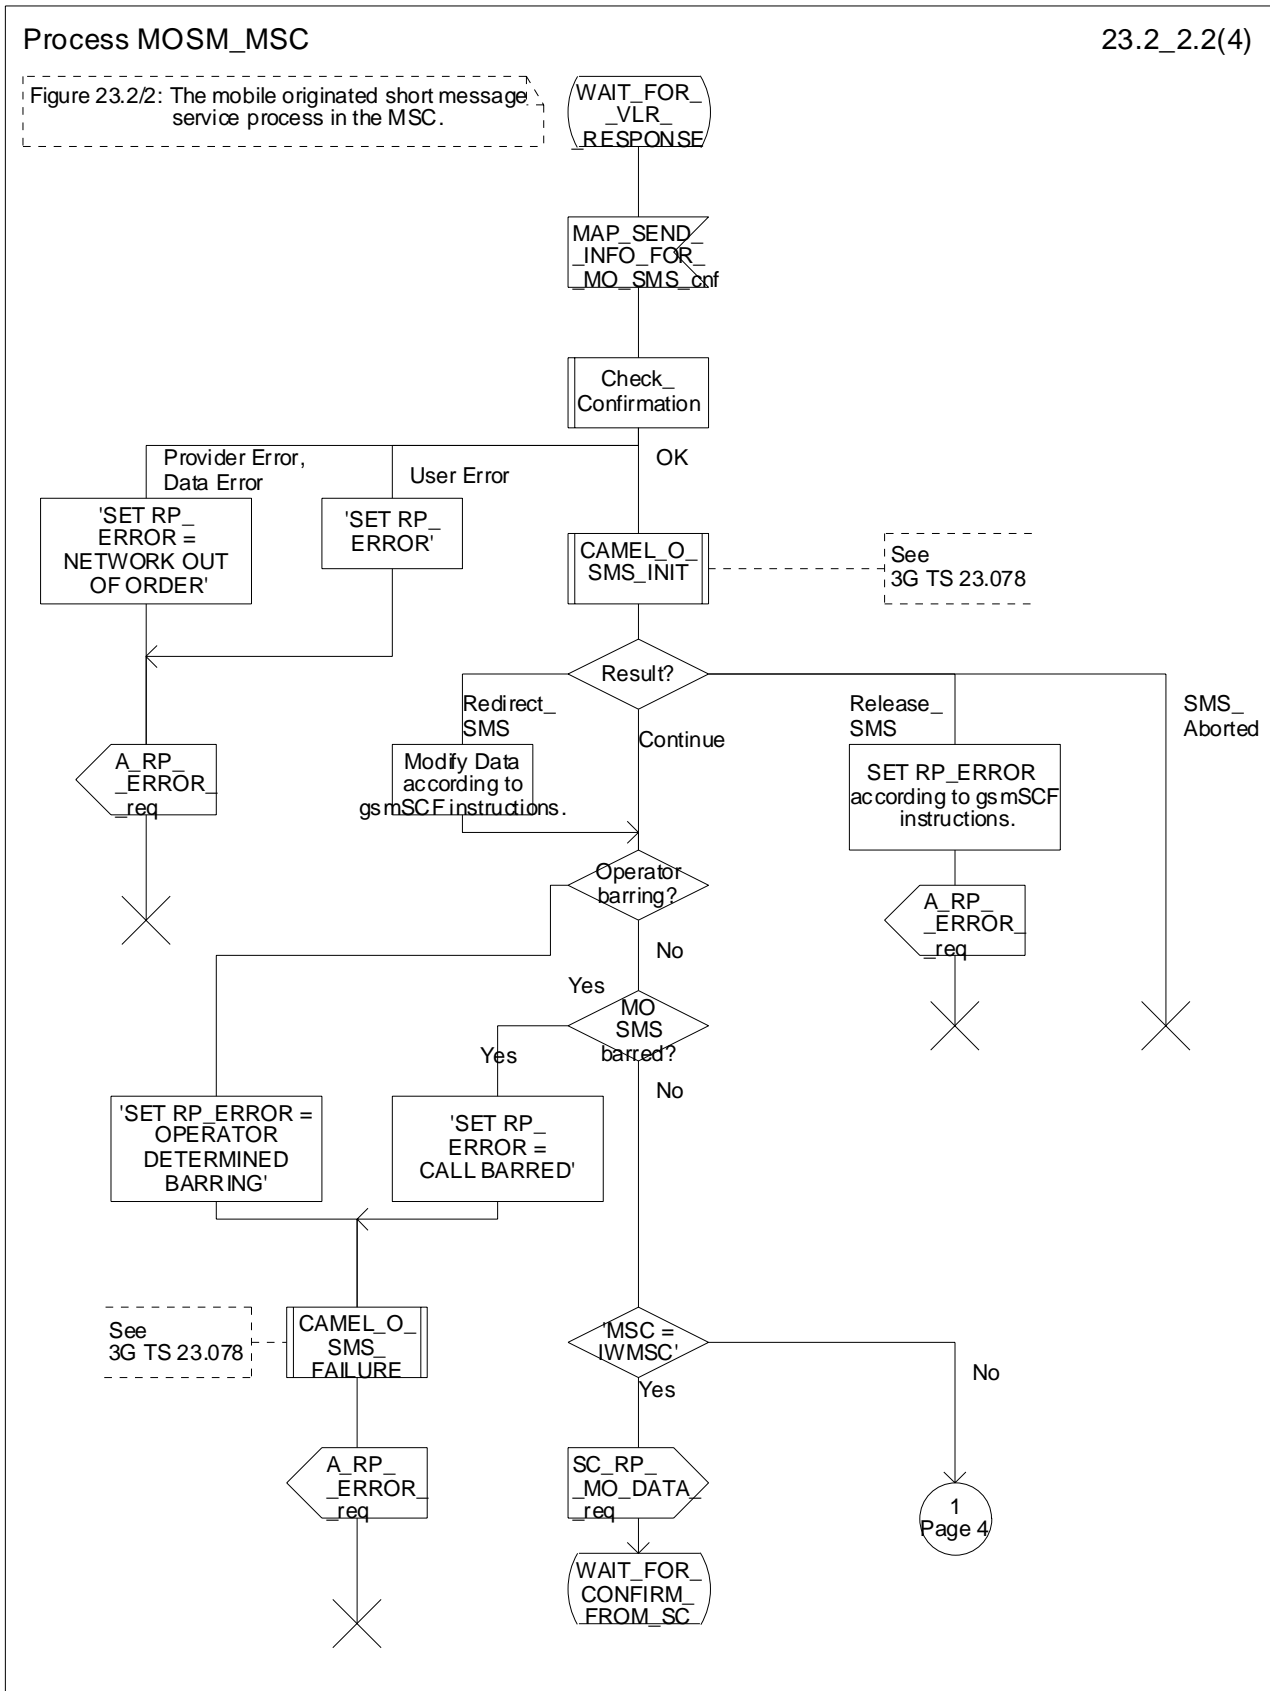 Process MOSM_MSC
23.2_2.2(4)
Figure 23.2/2: The mobile originated short message
service process in the MSC.
WAIT_FOR_
_VLR_
_RESPONSE
MAP_SEND_
_INFO_FOR_
_MO_SMS_cnf
Check_
Confirmation
Provider Error,
Data Error
User Error
OK
'SET RP_
ERROR =
NETWORK OUT
OF ORDER'
'SET RP_
ERROR'
CAMEL_O_
SMS_INIT
See
3G TS 23.078
Result?
Redirect_
SMS
Continue
Release_
SMS
SMS_
Aborted
A_RP_
_ERROR_
_req
Modify Data
according to
gsmSCF instructions.
SET RP_ERROR
according to gsmSCF
instructions.
Operator
barring?
A_RP_
_ERROR_
_req
No
Yes
MO
SMS
barred?
Yes
No
'SET RP_ERROR =
OPERATOR
DETERMINED
BARRING'
'SET RP_
ERROR =
CALL BARRED'
See
3G TS 23.078
CAMEL_O_
SMS_
FAILURE
'MSC =
IWMSC'
Yes
No
A_RP_
_ERROR_
_req
SC_RP_
_MO_DATA_
_req
1
Page 4
WAIT_FOR_
CONFIRM_
FROM_SC